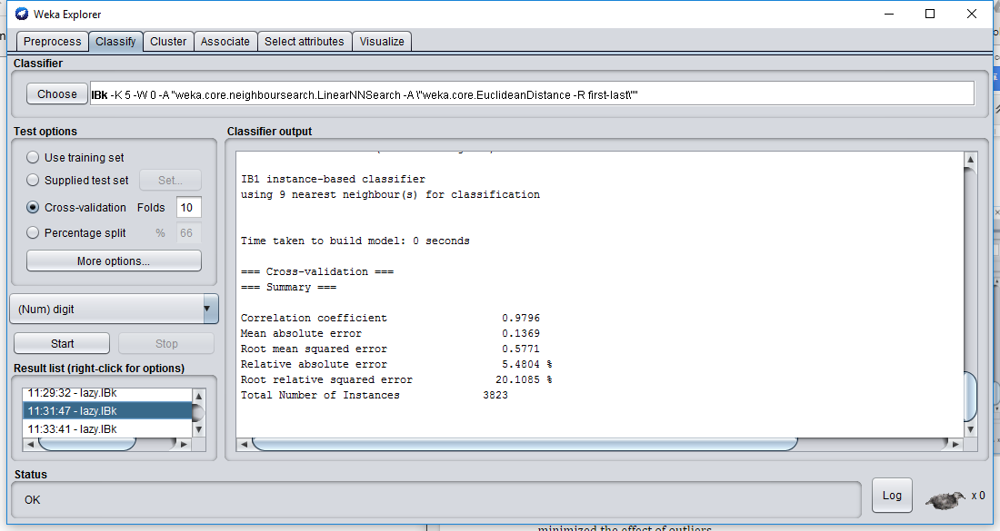 Weka Explorer
Preprocess Classify Cluster Associate Select attributes Visualize
Classifier
Choose IBk -K 5 -W 0 -A "weka.core.neighboursearch.LinearNNSearch -A \"weka.core.EuclideanDistance -R first-last\""
Test options
Use training set
Supplied test set Set...
Cross-validation Folds 10
Percentage split % 66
More options...
(Num) digit
Start Stop
Result list (right-click for options)
11:29:32 - lazy.IBk
11:31:47 - lazy.IBk
11:33:41 - lazy.IBk
Classifier output
IB1 instance-based classifier
using 9 nearest neighbour(s) for classification
Time taken to build model: 0 seconds
=== Cross-validation ===
=== Summary ===
Correlation coefficient 0.9796
Mean absolute error 0.1369
Root mean squared error 0.5771
Relative absolute error 5.4804 %
Root relative squared error 20.1085 %
Total Number of Instances 3823
Status
OK
Log x 0
minimized the effect of outliers